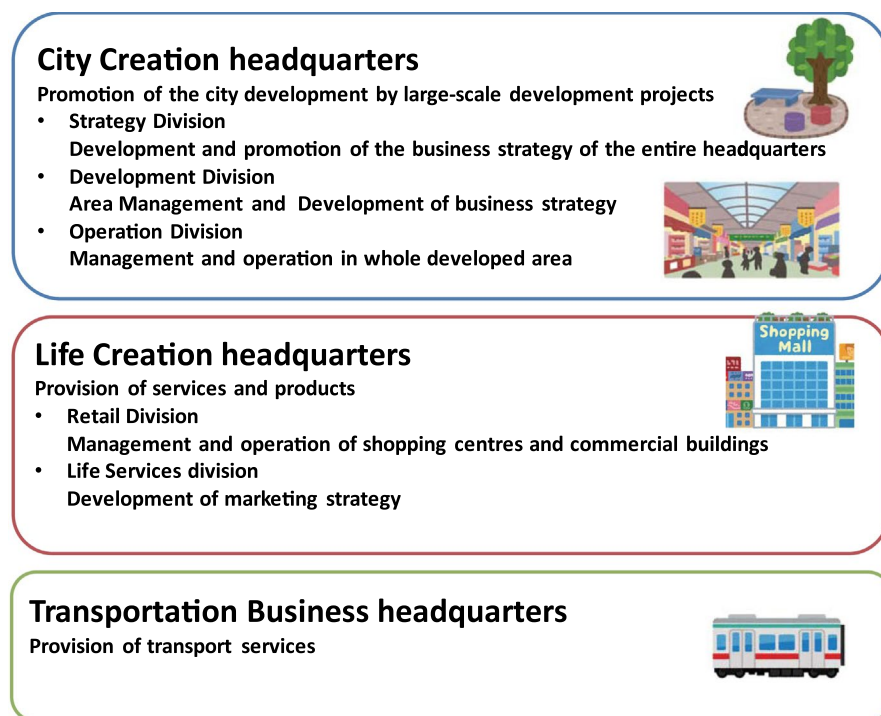 City Creation headquarters
Promotion of the city development by large-scale development projects
• Strategy Division
Development and promotion of the business strategy of the entire headquarters
• Development Division
Area Management and Development of business strategy
• Operation Division
Management and operation in whole developed area
Life Creation headquarters
Provision of services and products
• Retail Division
Management and operation of shopping centres and commercial buildings
• Life Services division
Development of marketing strategy
Shopping
Mall
Transportation Business headquarters
Provision of transport services